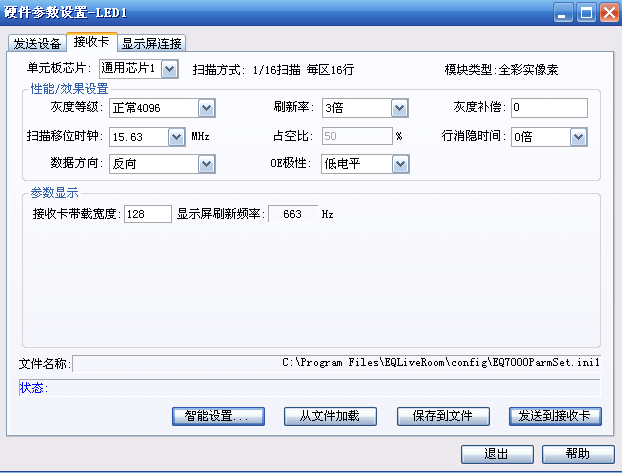 硬件参数设置-LED1
发送设备 接收卡 显示屏连接
单元板芯片: 通用芯片1 扫描方式: 1/16扫描 每区16行 模块类型:全彩实像素
性能/效果设置
灰度等级: 正常4096 刷新率: 3倍 灰度补偿: 0
扫描移位时钟: 15.63 MHz 占空比: 50 % 行消隐时间: 0倍
数据方向: 反向 OE极性: 低电平
参数显示
接收卡带载宽度: 128 显示屏刷新频率: 663 Hz
文件名称: C:\Program Files\EQLiveRoom\config\EQ7000ParmSet.ini1
状态:
智能设置... 从文件加载 保存到文件 发送到接收卡
退出 帮助